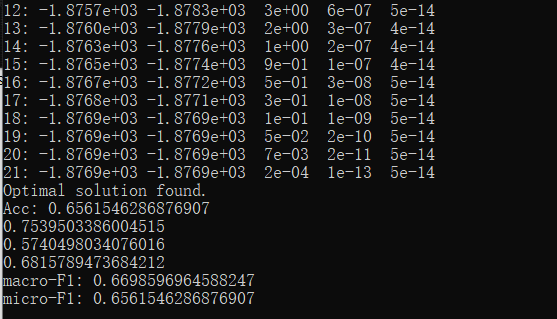 12: -1.8757e+03 -1.8783e+03 3e+00 6e-07 5e-14
13: -1.8760e+03 -1.8779e+03 2e+00 3e-07 4e-14
14: -1.8763e+03 -1.8776e+03 1e+00 2e-07 4e-14
15: -1.8765e+03 -1.8774e+03 9e-01 1e-07 4e-14
16: -1.8767e+03 -1.8772e+03 5e-01 3e-08 5e-14
17: -1.8768e+03 -1.8771e+03 3e-01 1e-08 5e-14
18: -1.8769e+03 -1.8769e+03 1e-01 1e-09 5e-14
19: -1.8769e+03 -1.8769e+03 5e-02 2e-10 5e-14
20: -1.8769e+03 -1.8769e+03 7e-03 2e-11 5e-14
21: -1.8769e+03 -1.8769e+03 2e-04 1e-13 5e-14
Optimal solution found.
Acc: 0.6561546286876907
0.7539503386004515
0.5740498034076016
0.6815789473684212
macro-F1: 0.6698596964588247
micro-F1: 0.6561546286876907